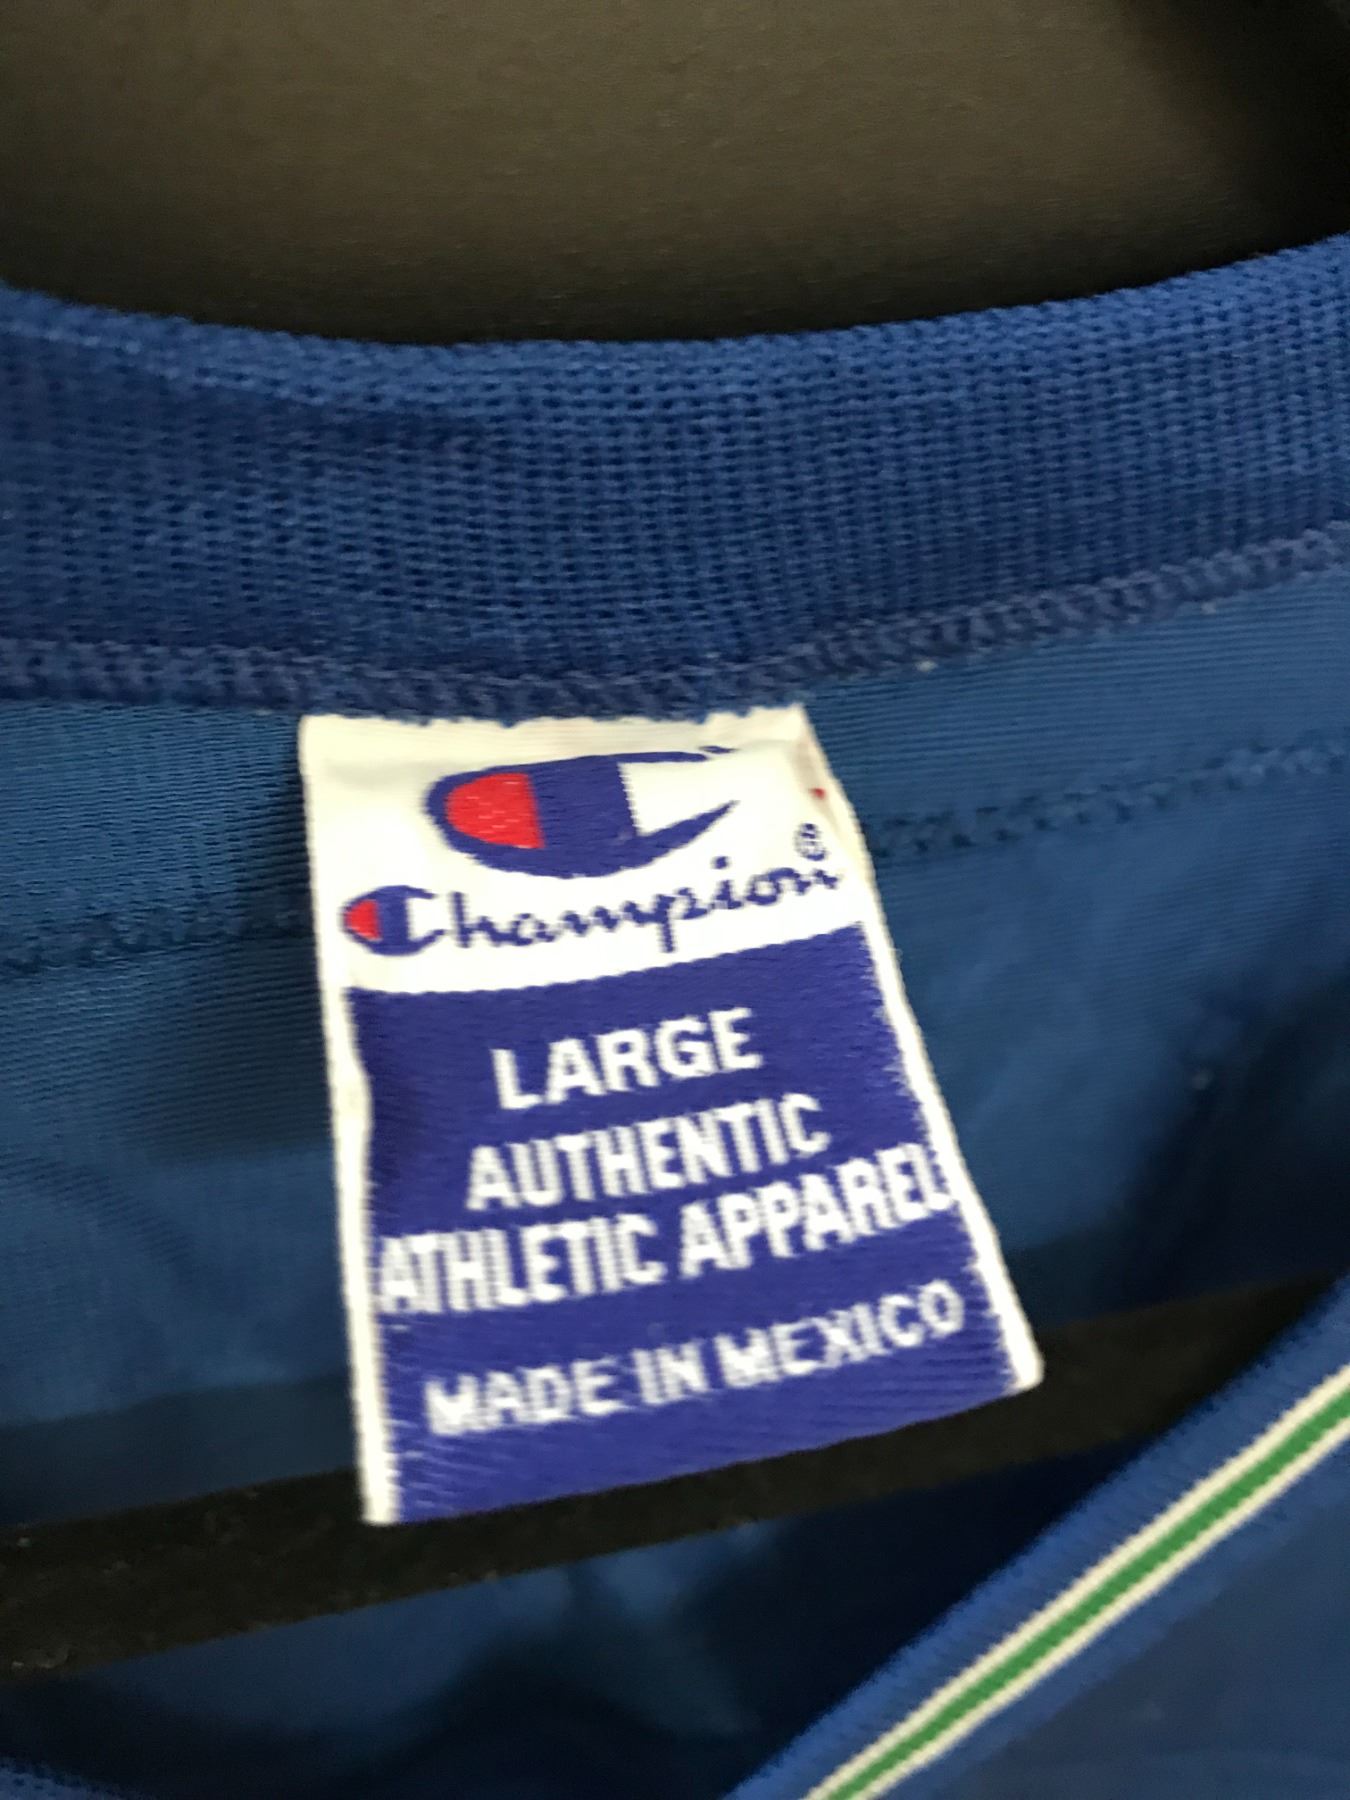 Champion®
LARGE
AUTHENTIC
ATHLETIC APPAREL
MADE IN MEXICO